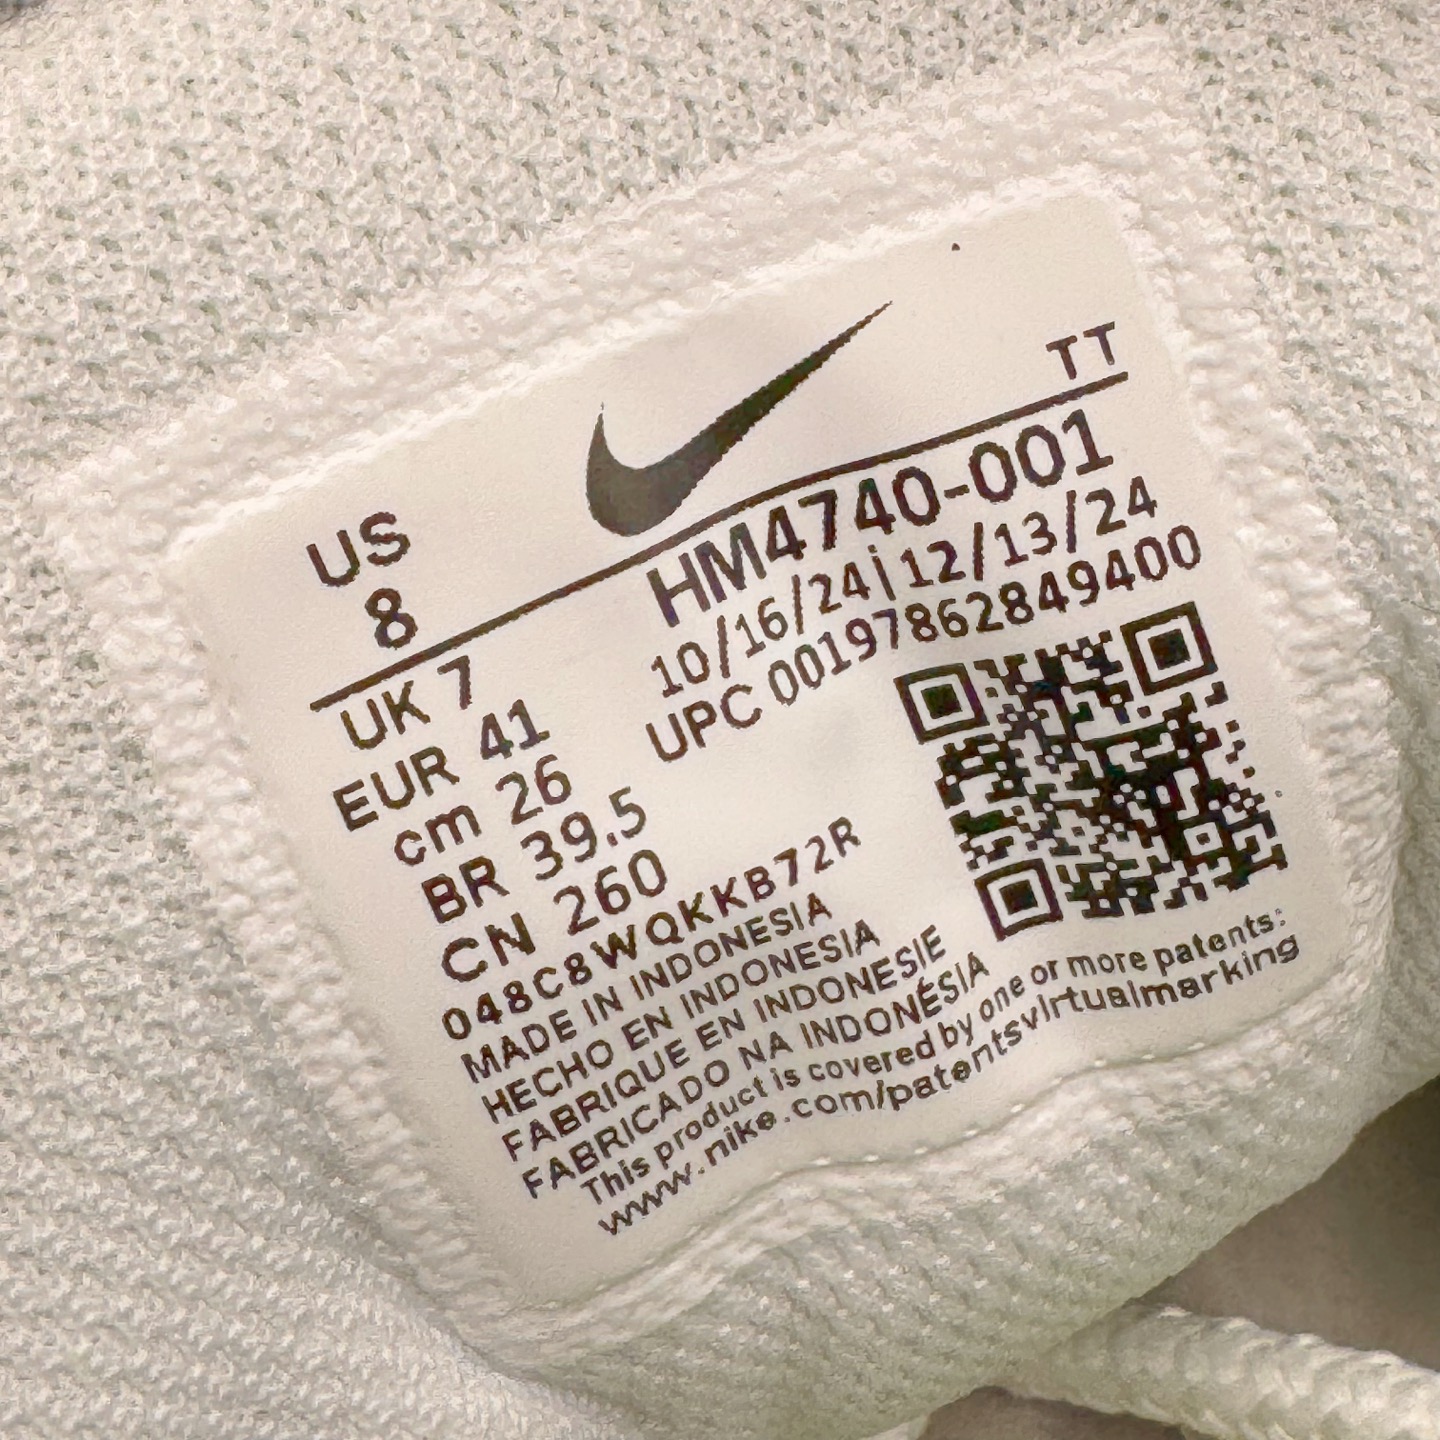 TT
US
8
HM4740-001
10/16/24|12/13/24
UPC 00197862849400
UK 7
EUR 41
cm 26
BR 39.5
CN 260
048C8WQKKB72R
MADE IN INDONESIA
HECHO EN INDONESIA
FABRIQUE EN INDONESIE
FABRICADO NA INDONÉSIA
This product is covered by one or more patents:
www.nike.com/patentsvirtualmarking